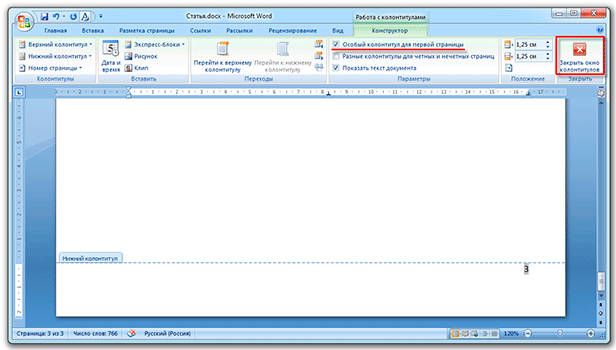 Статья.docx - Microsoft Word
Работа с колонтитулами
Главная Вставка Разметка страницы Ссылки Рассылки Рецензирование Вид Конструктор
Верхний колонтитул
Нижний колонтитул
Номер страницы
Колонтитулы
5
Дата и время
Экспресс-блоки
Рисунок
Клип
Вставить
Перейти к верхнему колонтитулу
Перейти к нижнему колонтитулу
Переходы
Особый колонтитул для первой страницы
Разные колонтитулы для четных и нечетных страниц
Показать текст документа
Параметры
1,25 см
1,25 см
Положение
Закрыть окно колонтитулов
Закрыть
Нижний колонтитул
3
Страница: 3 из 3 Число слов: 766 Русский (Россия) 120%